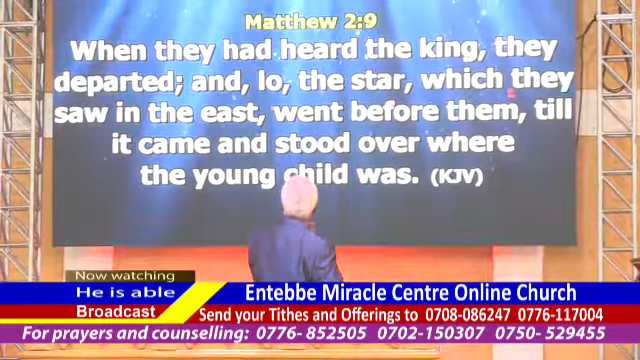 Matthew 2:9
When they had heard the king, they
departed; and, lo, the star, which they
saw in the east, went before them, till
it came and stood over where
the young child was. (KJV)
Now watching
He is able
Broadcast
Entebbe Miracle Centre Online Church
Send your Tithes and Offerings to 0708-086247 0776-117004
For prayers and counselling: 0776- 852505 0702-150307 0750- 529455